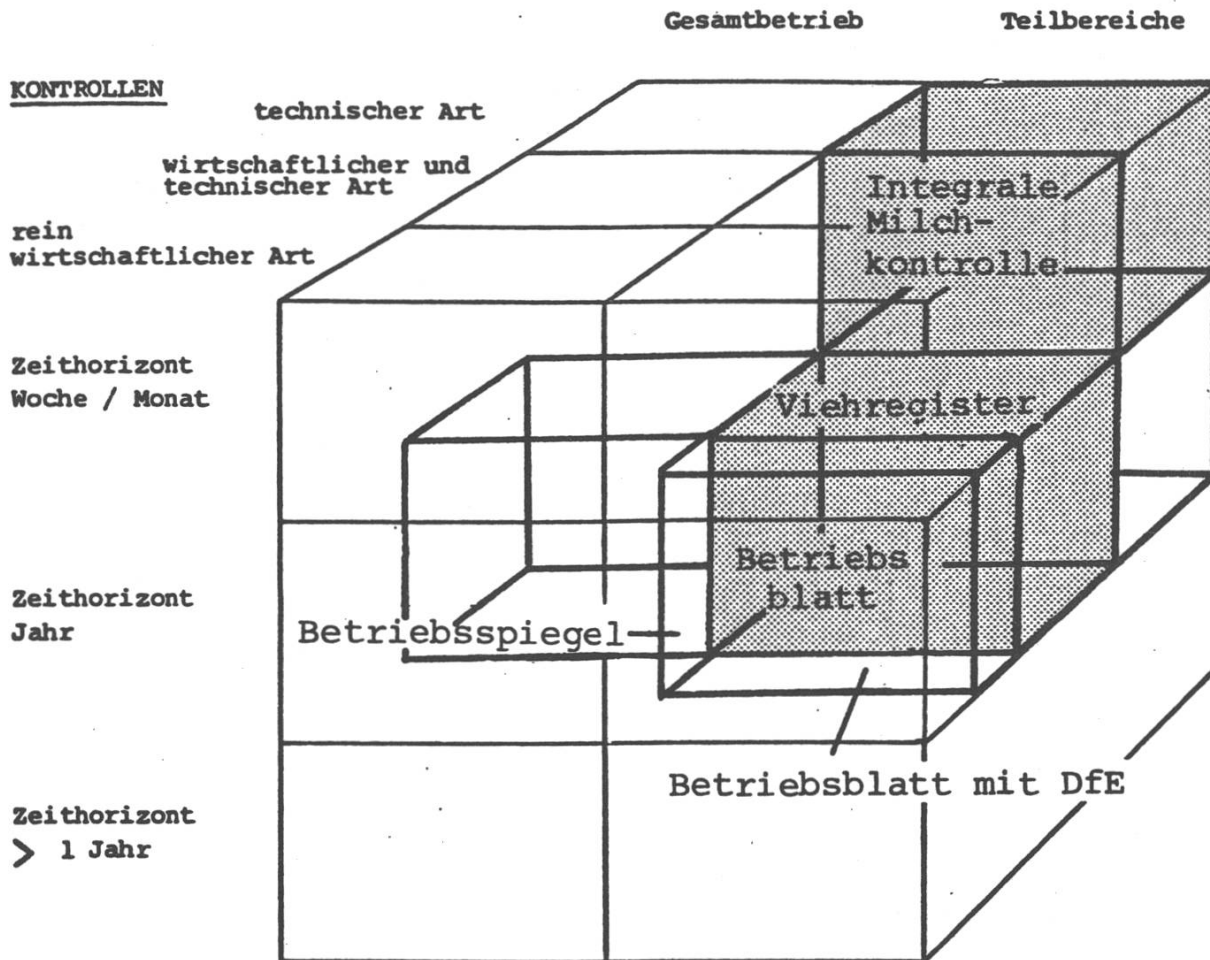 Gesamtbetrieb Teilbereiche
KONTROLLEN
technischer Art
wirtschaftlicher und
technischer Art
rein
wirtschaftlicher Art
Integrale
Milch-
kontrolle
Zeithorizont
Woche / Monat
Viehregister
Betriebs
blatt
Zeithorizont
Jahr
Betriebsspiegel
Betriebsblatt mit DfE
Zeithorizont
> 1 Jahr